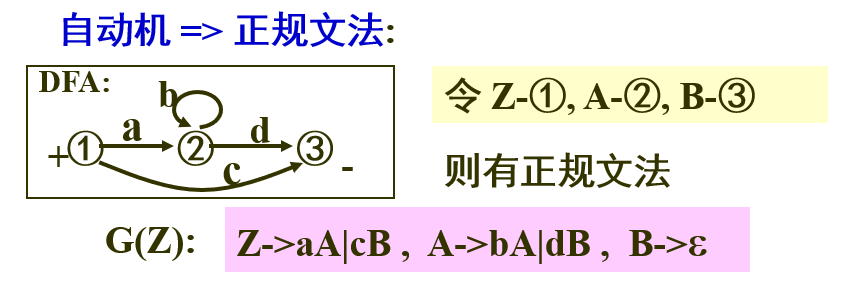 自动机 => 正规文法:
DFA:
b
a
d
+① ② ③ -
c
令 Z-①, A-②, B-③
则有正规文法
G(Z): Z->aA|cB , A->bA|dB , B->ε